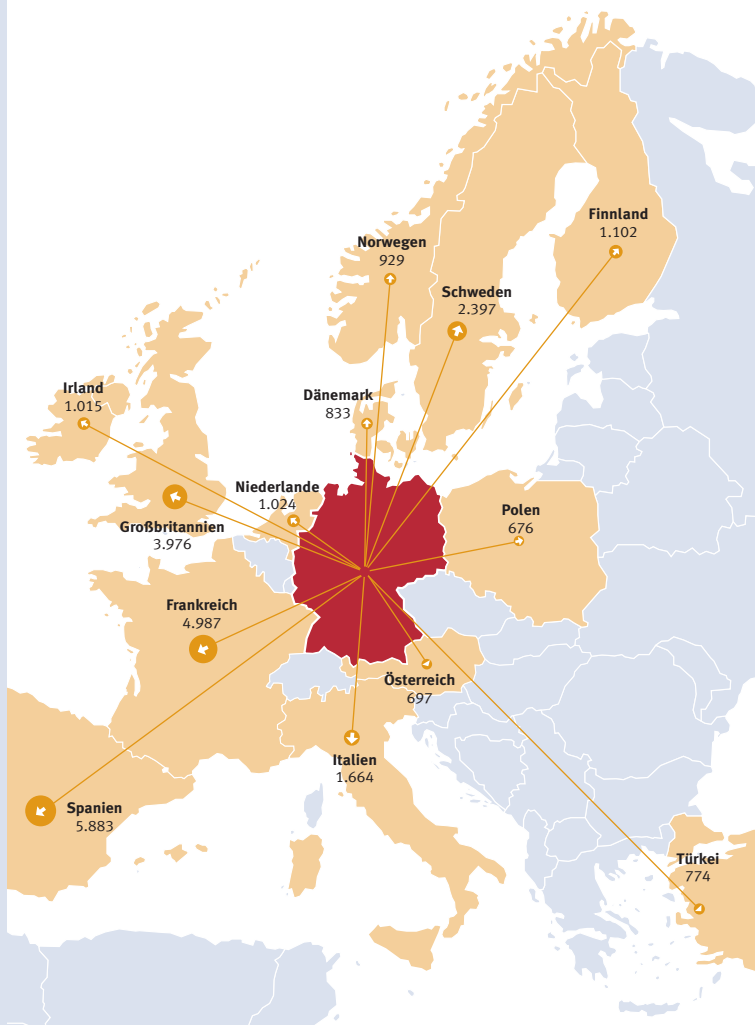 Finnland
1.102
Norwegen
929
Schweden
2.397
Irland
1.015
Dänemark
833
Niederlande
1.024
Großbritannien
3.976
Polen
676
Frankreich
4.987
Österreich
697
Italien
1.664
Spanien
5.883
Türkei
774